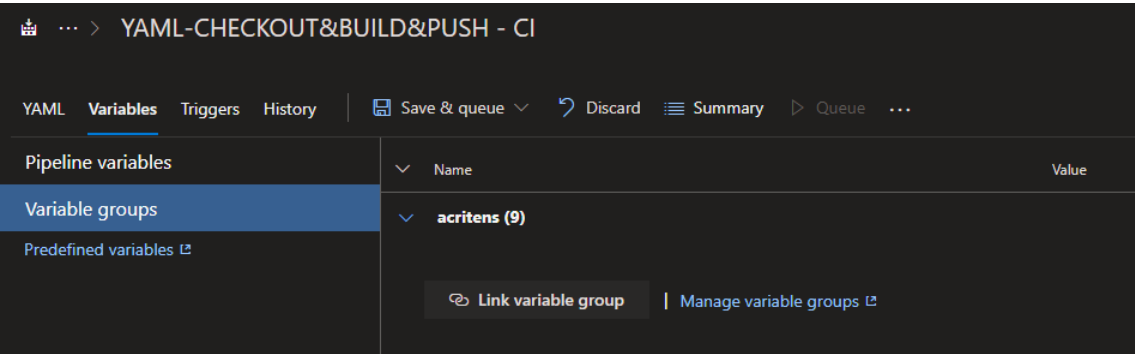 ··· > YAML-CHECKOUT&BUILD&PUSH - CI
YAML Variables Triggers History Save & queue Discard Summary Queue ···
Pipeline variables
Variable groups
Predefined variables
Name Value
acritens (9)
Link variable group | Manage variable groups